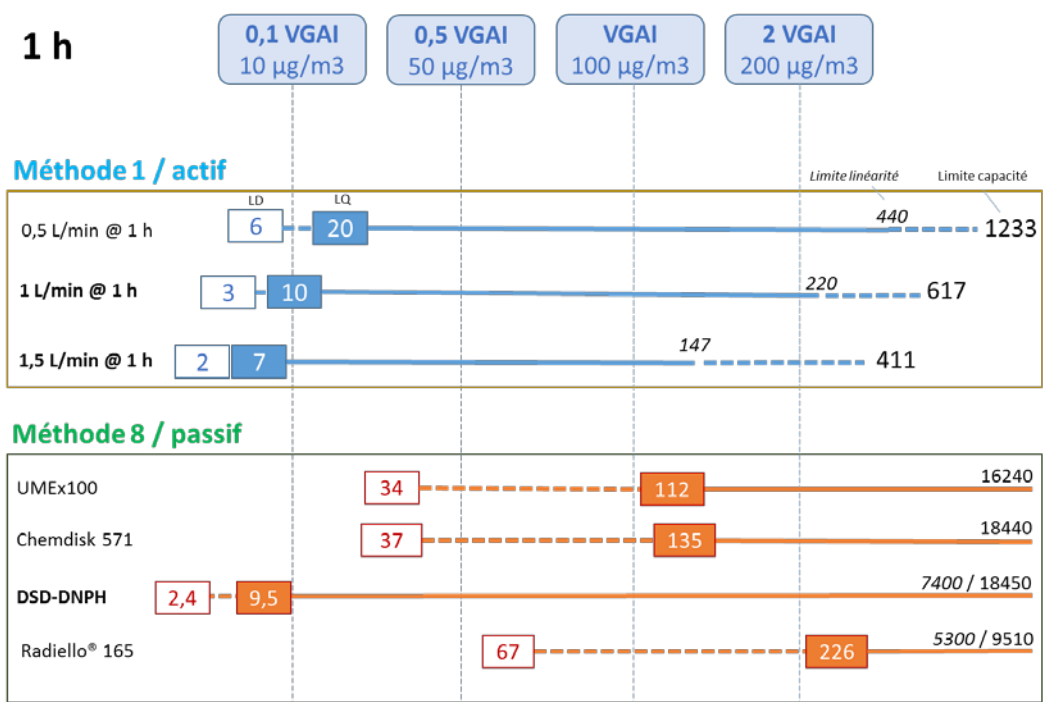 1 h
0,1 VGAI
10 µg/m3
0,5 VGAI
50 µg/m3
VGAI
100 µg/m3
2 VGAI
200 µg/m3
Méthode 1 / actif
LD
LQ
Limite linéarité
Limite capacité
0,5 L/min @ 1 h
6
20
440
1233
1 L/min @ 1 h
3
10
220
617
1,5 L/min @ 1 h
2
7
147
411
Méthode 8 / passif
UMEx100
34
112
16240
Chemdisk 571
37
135
18440
DSD-DNPH
2,4
9,5
7400 / 18450
Radiello® 165
67
226
5300 / 9510